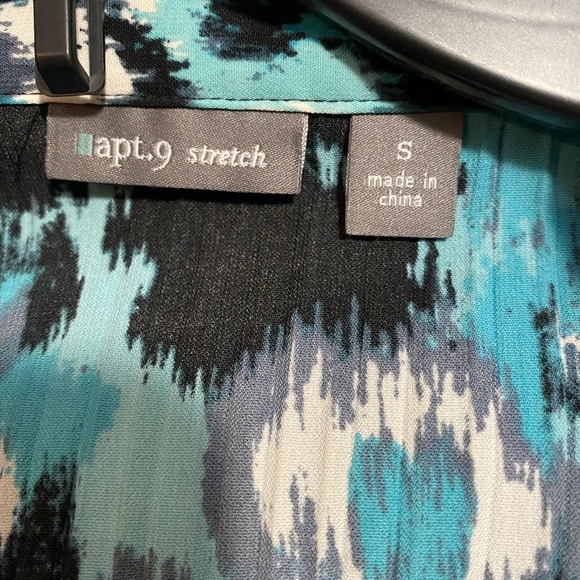 apt.9 stretch
S
made in
china